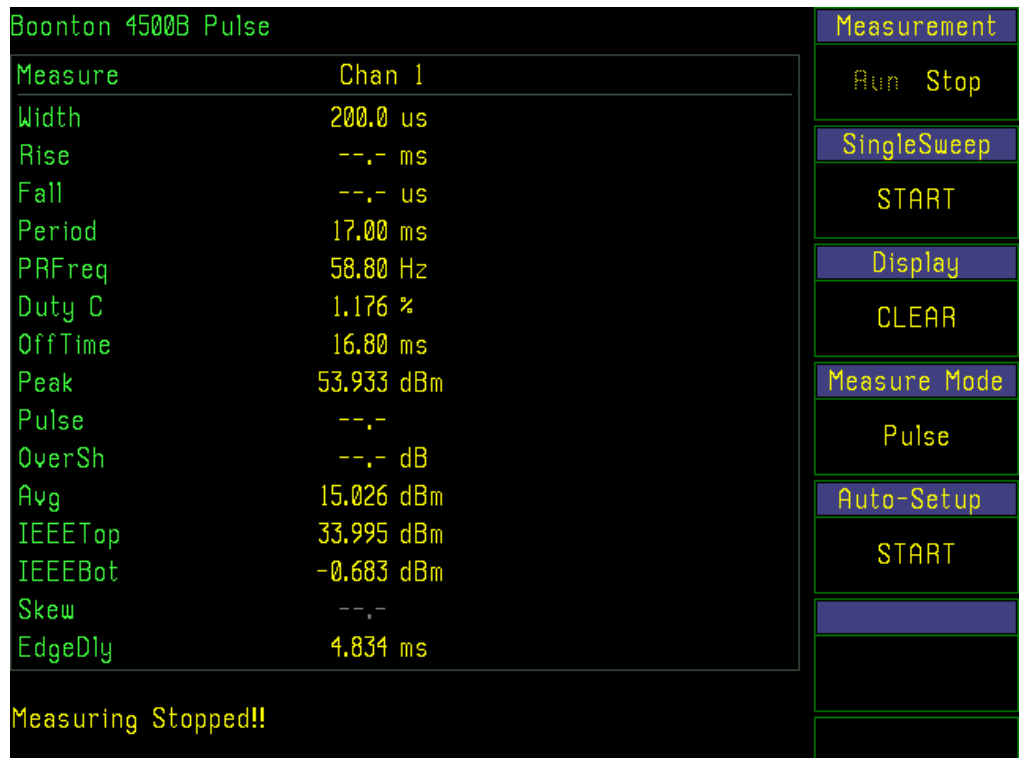 Boonton 4500B Pulse
Measure Chan 1
Width 200.0 us
Rise --.- ms
Fall --.- us
Period 17.00 ms
PRFreq 58.80 Hz
Duty C 1.176 %
OffTime 16.80 ms
Peak 53.933 dBm
Pulse --.-
OverSh --.- dB
Avg 15.026 dBm
IEEETop 33.995 dBm
IEEEBot -0.683 dBm
Skew --.-
EdgeDly 4.834 ms
Measuring Stopped!!
Measurement
Run Stop
SingleSweep
START
Display
CLEAR
Measure Mode
Pulse
Auto-Setup
START